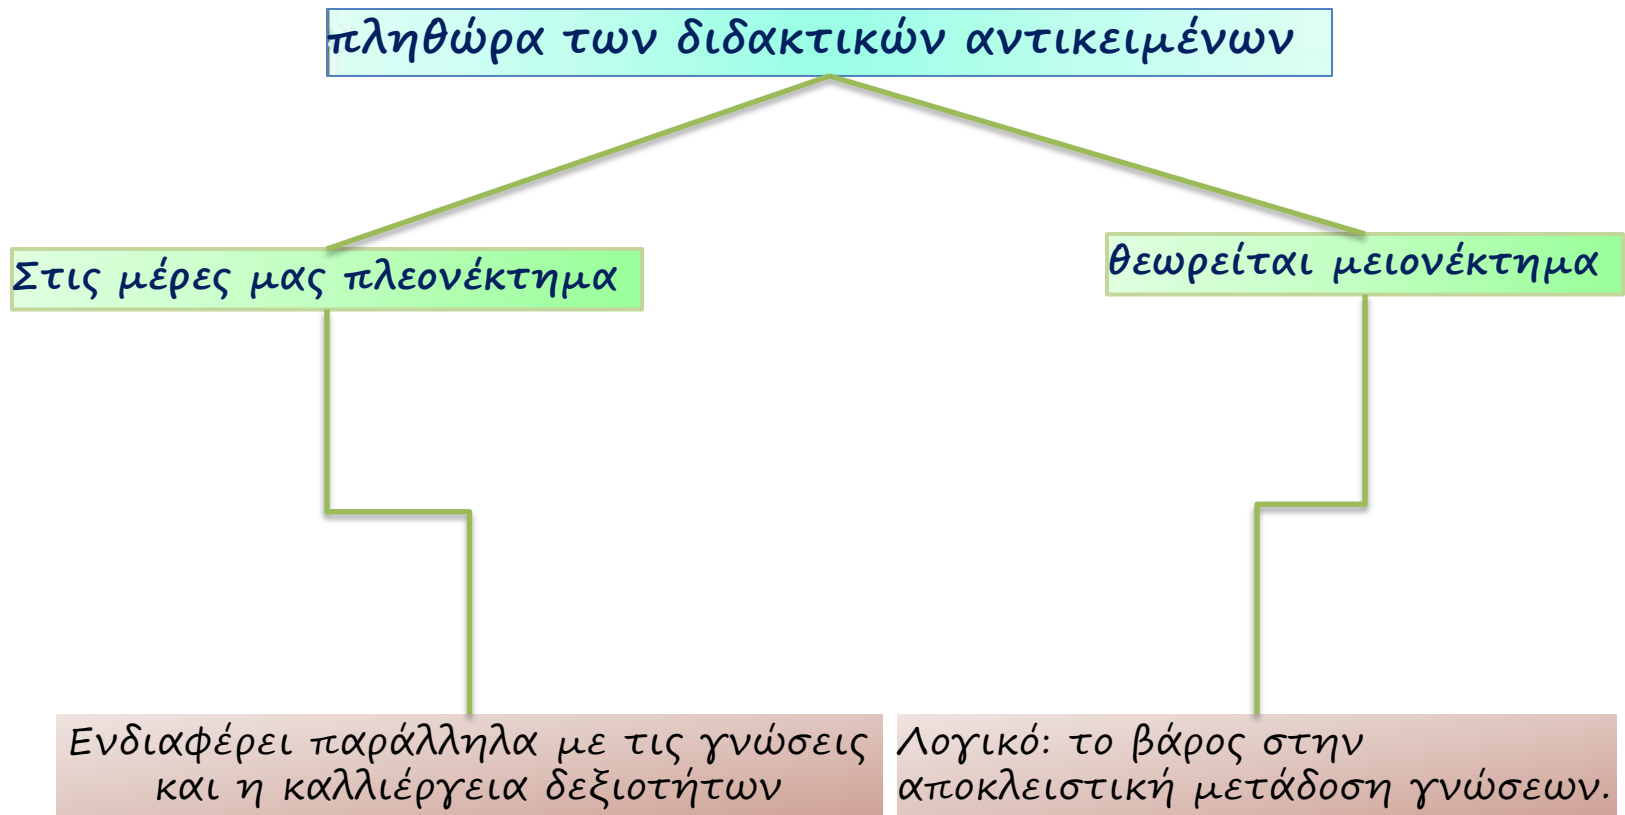 πληθώρα των διδακτικών αντικειμένων
Στις μέρες μας πλεονέκτημα
θεωρείται μειονέκτημα
Ενδιαφέρει παράλληλα με τις γνώσεις
και η καλλιέργεια δεξιοτήτων
Λογικό: το βάρος στην
αποκλειστική μετάδοση γνώσεων.